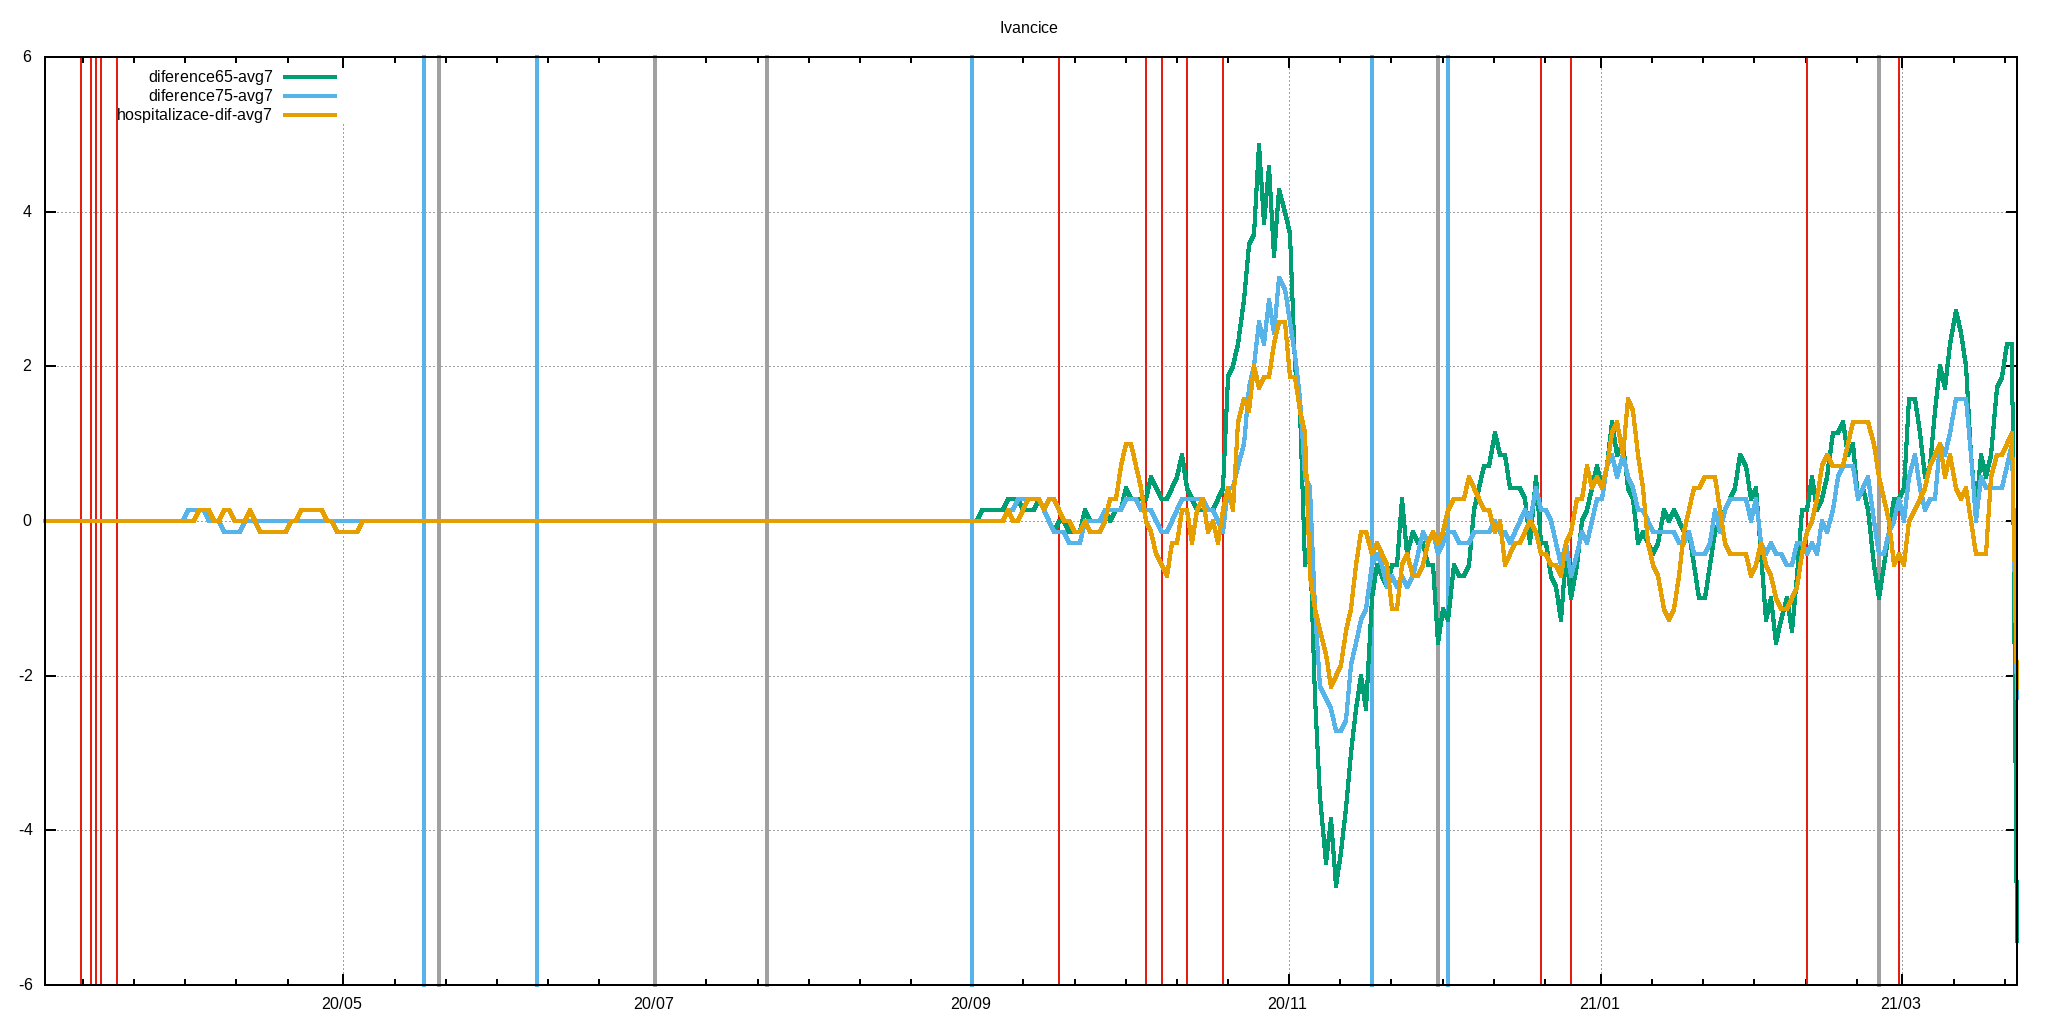 Ivancice
6
diference65-avg7
diference75-avg7
hospitalizace-dif-avg7
4
2
0
-2
-4
-6
20/05 20/07 20/09 20/11 21/01 21/03